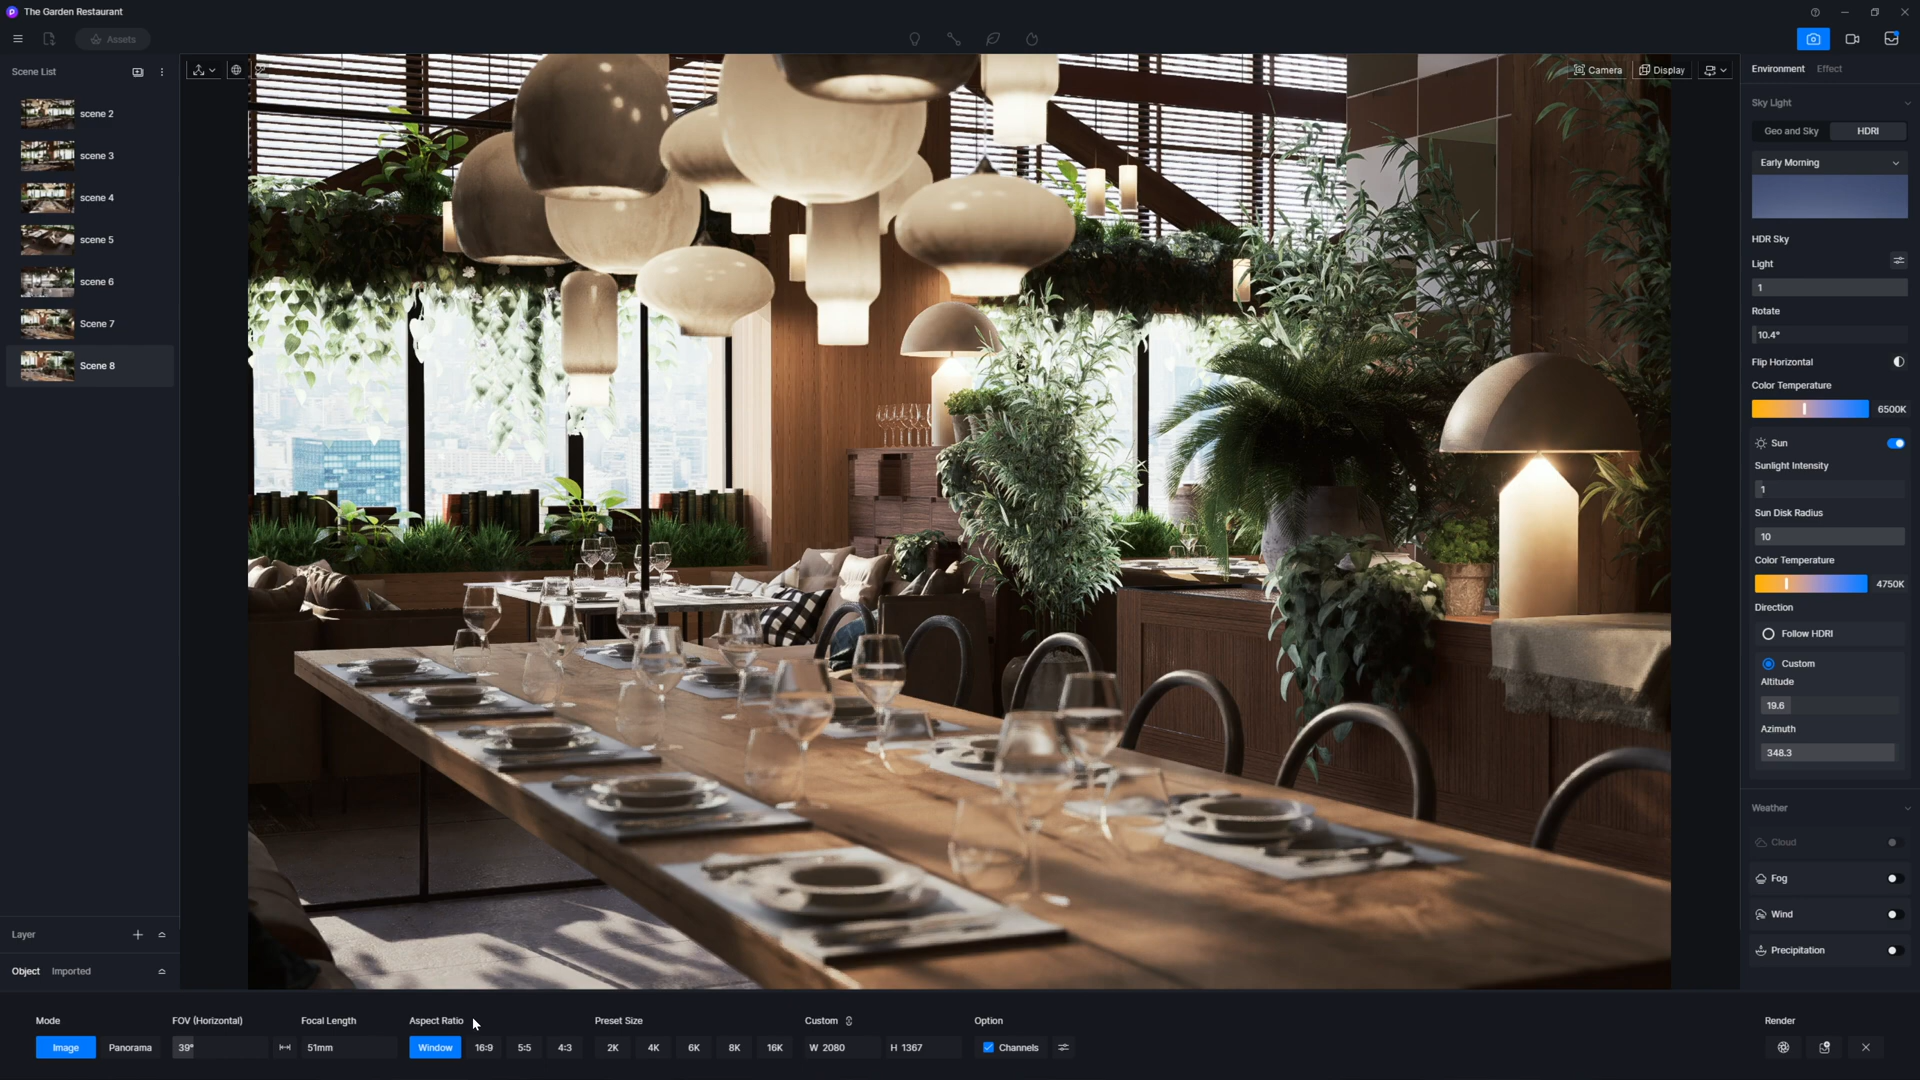 The Garden Restaurant
Assets
Scene List
scene 2
scene 3
scene 4
scene 5
scene 6
Scene 7
Scene 8
Layer
Object Imported
Camera Display
Environment Effect
Sky Light
Geo and Sky HDRI
Early Morning
HDR Sky
Light
1
Rotate
10.4°
Flip Horizontal
Color Temperature
6500K
Sun
Sunlight Intensity
1
Sun Disk Radius
10
Color Temperature
4750K
Direction
Follow HDRI
Custom
Altitude
19.6
Azimuth
348.3
Weather
Cloud
Fog
Wind
Precipitation
Mode FOV (Horizontal) Focal Length Aspect Ratio Preset Size Custom Option Render
Image Panorama 39° 51mm Window 16:9 5:5 4:3 2K 4K 6K 8K 16K W 2080 H 1367 Channels